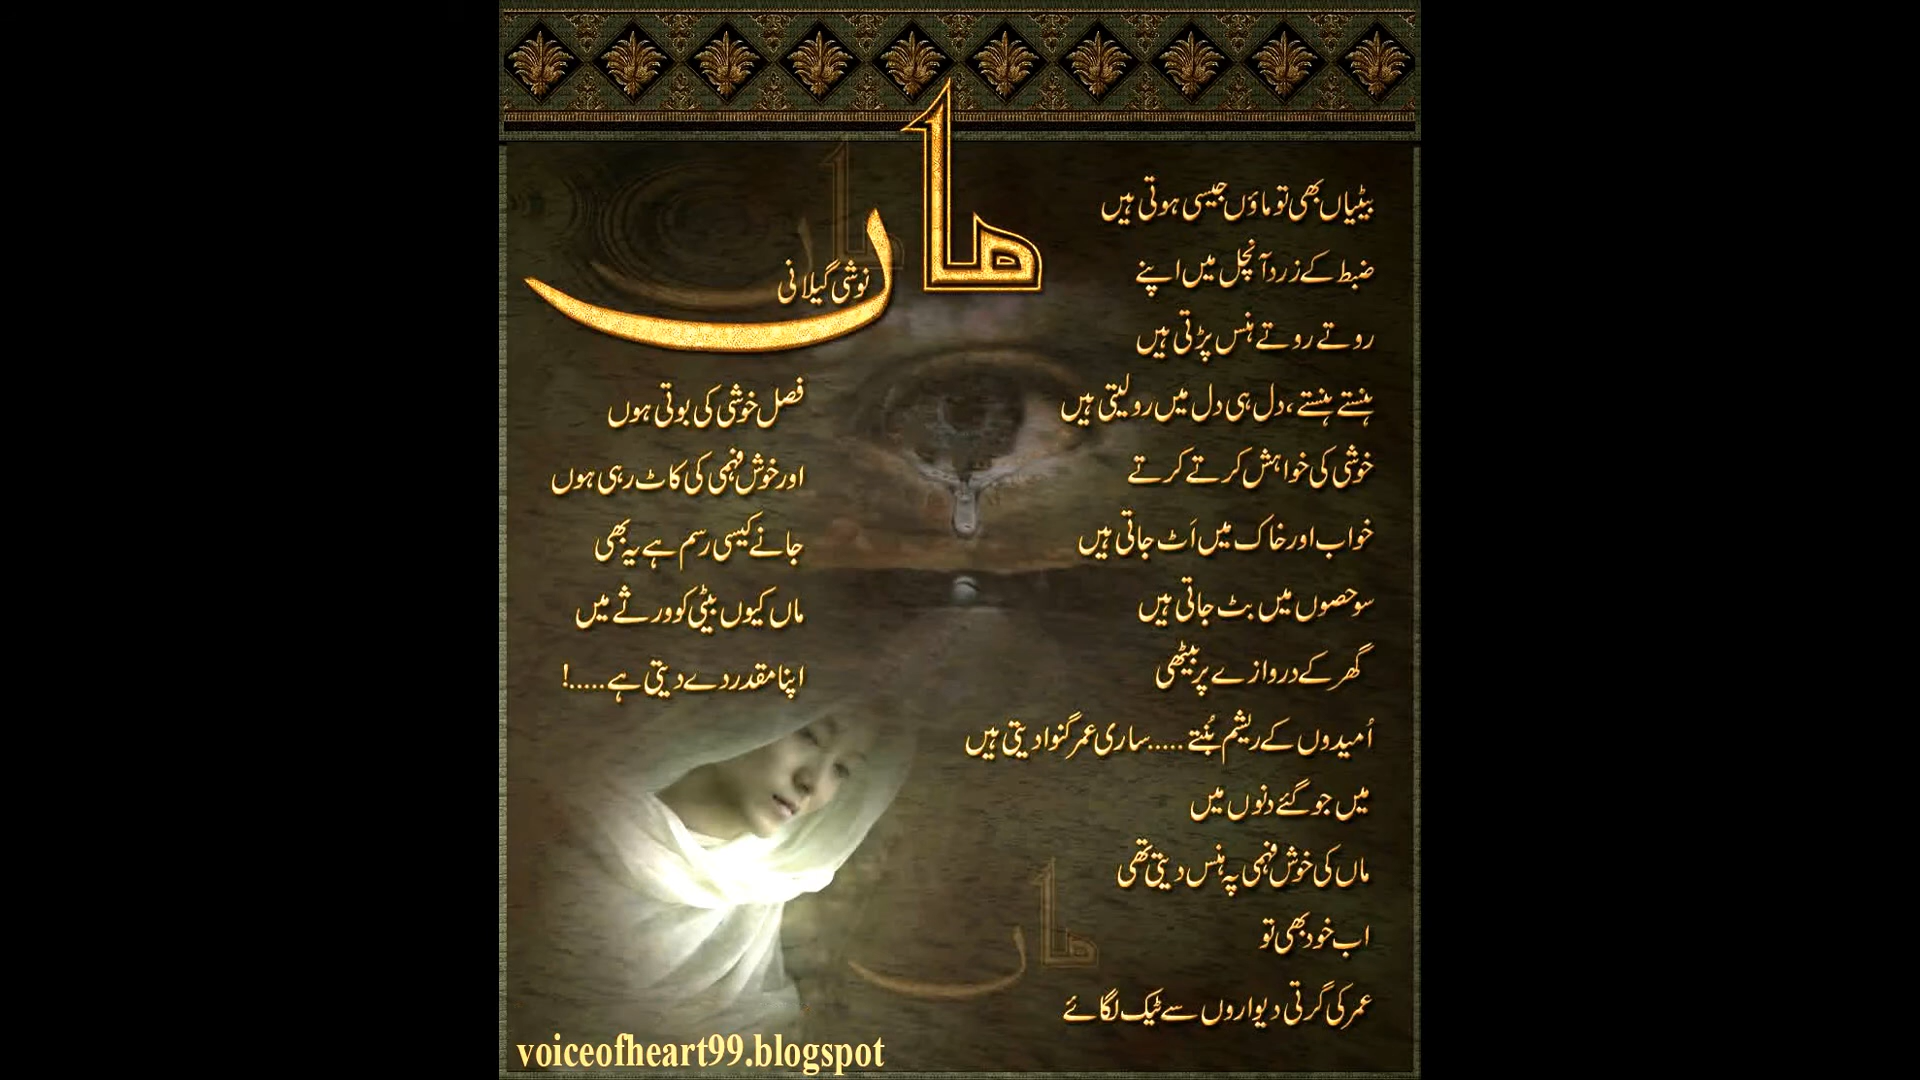 ماں
نوشی گیلانی
بیٹیاں بھی تو ماؤں جیسی ہوتی ہیں
ضبط کے زرد آنچل میں اپنے
روتے روتے ہنس پڑتی ہیں
ہنستے ہنستے ، دل ہی دل میں رو لیتی ہیں
خوشی کی خواہش کرتے کرتے
خواب اور خاک میں اَٹ جاتی ہیں
سو حصوں میں بٹ جاتی ہیں
گھر کے دروازے پر بیٹھی
اُمیدوں کے ریشم بُنتے ..... ساری عمر گنوا دیتی ہیں
میں جو گئے دنوں میں
ماں کی خوش فہمی پہ ہنس دیتی تھی
اب خود بھی تو
عمر کی گرتی دیواروں سے ٹیک لگائے
فصل خوشی کی بوتی ہوں
اور خوش فہمی کی کاٹ رہی ہوں
جانے کیسی رسم ہے یہ بھی
ماں کیوں بیٹی کو ورثے میں
اپنا مقدر دے دیتی ہے .....!
ماں
ماں
voiceofheart99.blogspot